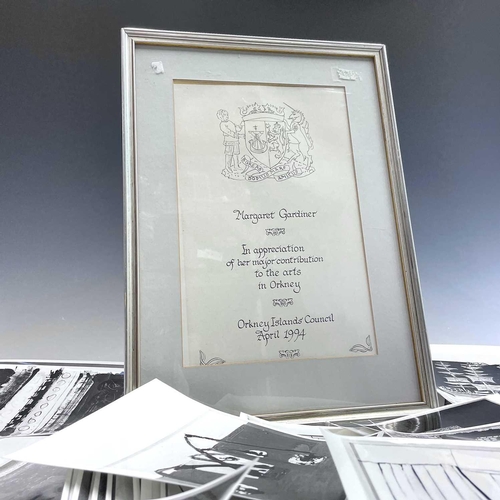 Margaret Gardiner
In appreciation
of her major contribution
to the arts
in Orkney
Orkney Islands Council
April 1994